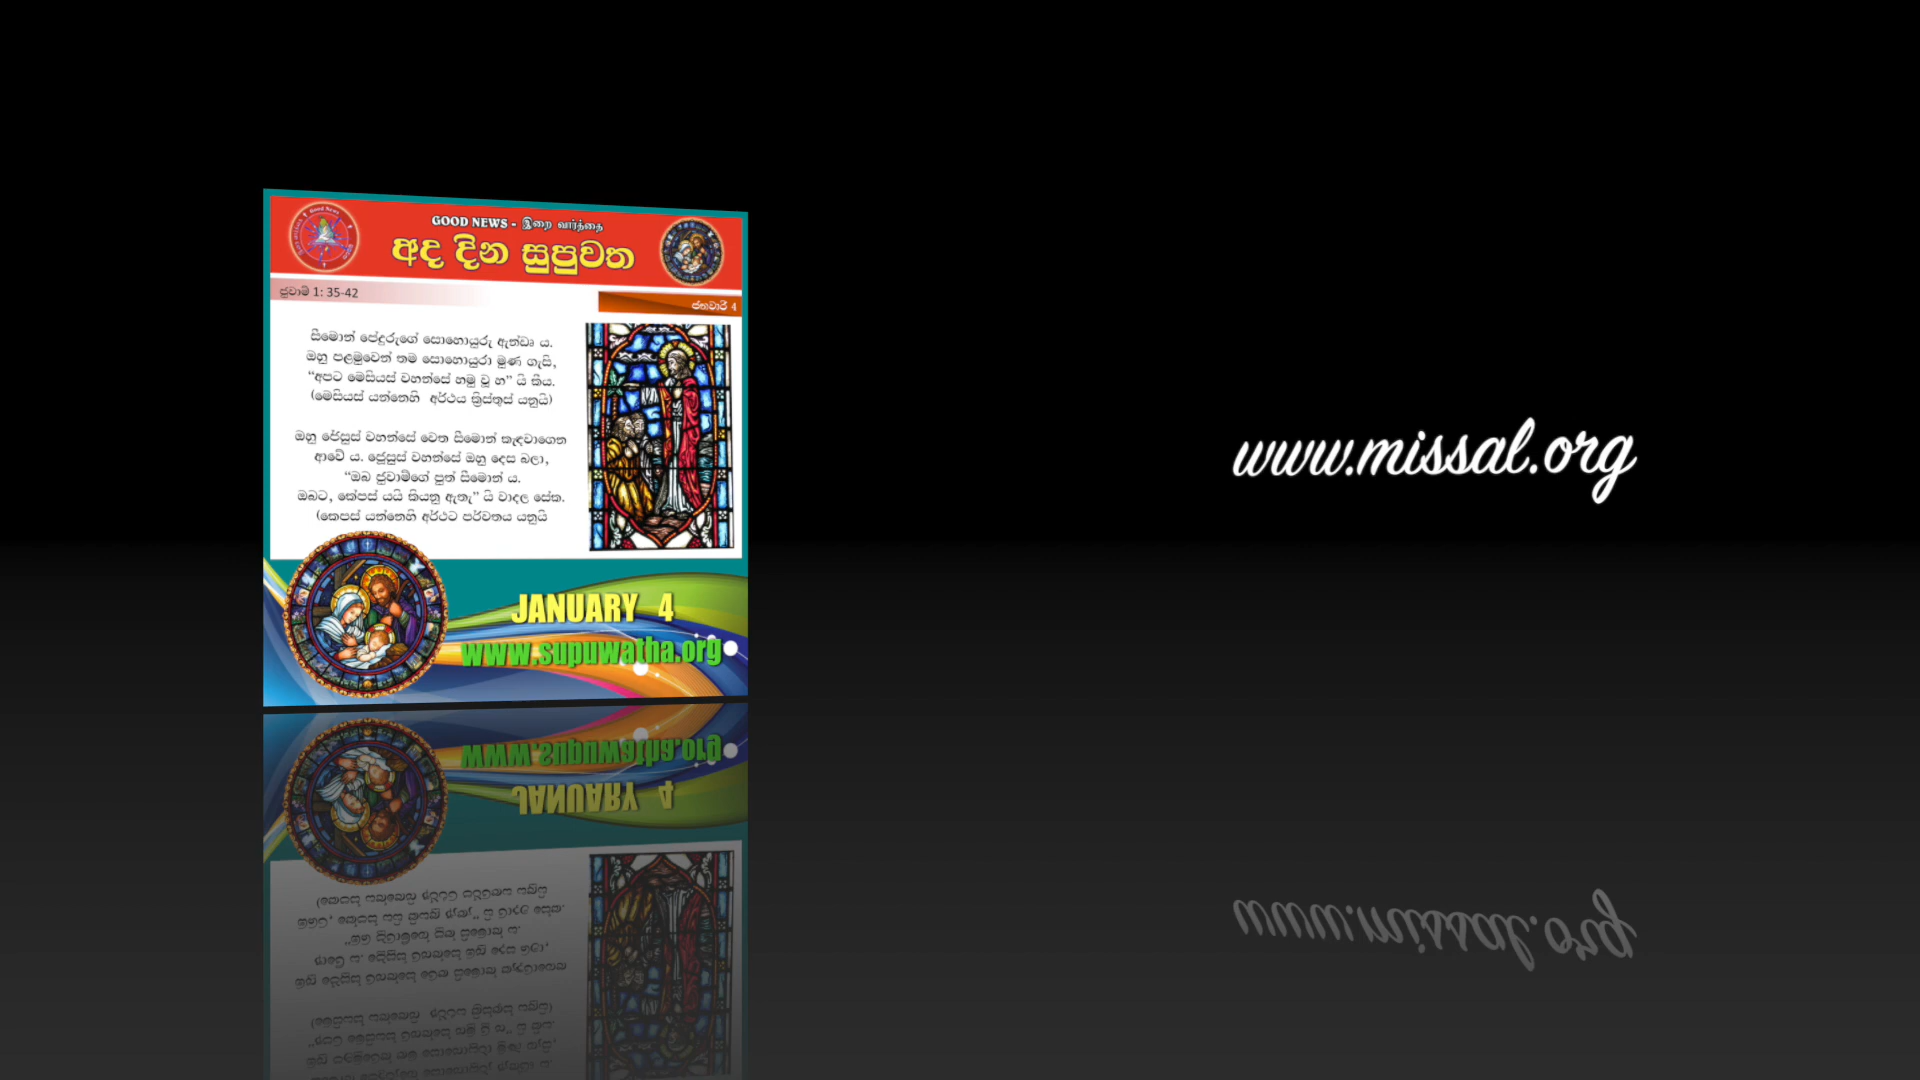 GOOD NEWS - இறை வார்த்தை
අද දින සුපුවත
ජුවාම් 1: 35-42
ජනවාරි 4
සීමොන් පේදුරුගේ සොහොයුරු ඇන්ඩෘ ය.
ඔහු පළමුවෙන් තම සොහොයුරා මුණ ගැසි,
“අපට මෙසියස් වහන්සේ හමු වූ හ” යි කීය.
(මෙසියස් යන්නෙහි අර්ථය ක්‍රිස්තුස් යනුයි)
ඔහු ජේසුස් වහන්සේ වෙත සීමොන් කැඳවාගෙන
ආවේ ය. ජේසුස් වහන්සේ ඔහු දෙස බලා,
“ඔබ ජුවාම්ගේ පුත් සීමොන් ය.
ඔබට, කේපස් යයි කියනු ඇතැ” යි වාදල සේක.
(කෙපස් යන්නෙහි අර්ථට පර්වතය යනුයි
JANUARY 4
www.supuwatha.org
www.missal.org